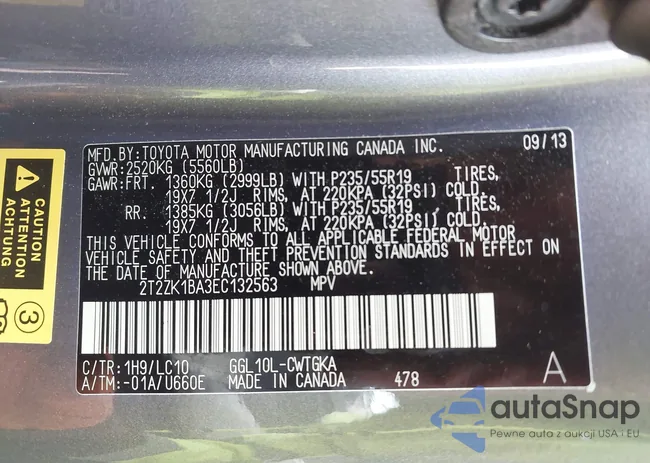 MFD.BY:TOYOTA MOTOR MANUFACTURING CANADA INC. 09/13
GVWR:2520KG (5560LB)
GAWR:FRT. 1360KG (2999LB) WITH P235/55R19 TIRES,
19X7 1/2J RIMS, AT 220KPA (32PSI) COLD.
RR. 1385KG (3056LB) WITH P235/55R19 TIRES,
19X7 1/2J RIMS, AT 220KPA (32PSI) COLD.
THIS VEHICLE CONFORMS TO ALL APPLICABLE FEDERAL MOTOR
VEHICLE SAFETY AND THEFT PREVENTION STANDARDS IN EFFECT ON
THE DATE OF MANUFACTURE SHOWN ABOVE.
2T2ZK1BA3EC132563 MPV
C/TR: 1H9/LC10 GGL10L-CWTGKA
A/TM:-01A/U660E MADE IN CANADA 478 A
CAUTION
ATTENTION
2
3
autoSnap
Pewne auta z aukcji USA i EU